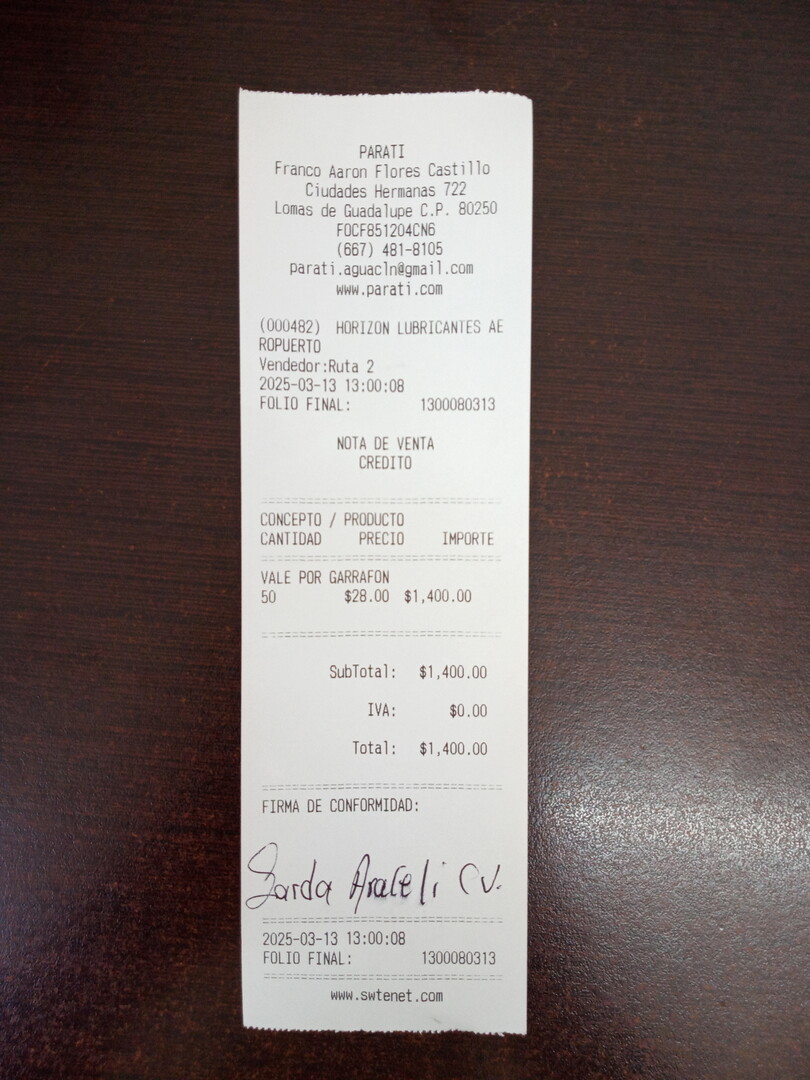 PARATI
Franco Aaron Flores Castillo
Ciudades Hermanas 722
Lomas de Guadalupe C.P. 80250
FOCF851204CN6
(667) 481-8105
parati.aguacln@gmail.com
www.parati.com
(000482) HORIZON LUBRICANTES AE
ROPUERTO
Vendedor:Ruta 2
2025-03-13 13:00:08
FOLIO FINAL: 1300080313
NOTA DE VENTA
CREDITO
CONCEPTO / PRODUCTO
CANTIDAD PRECIO IMPORTE
VALE POR GARRAFON
50 $28.00 $1,400.00
SubTotal: $1,400.00
IVA: $0.00
Total: $1,400.00
FIRMA DE CONFORMIDAD:
Araceli CV.
2025-03-13 13:00:08
FOLIO FINAL: 1300080313
www.swtenet.com